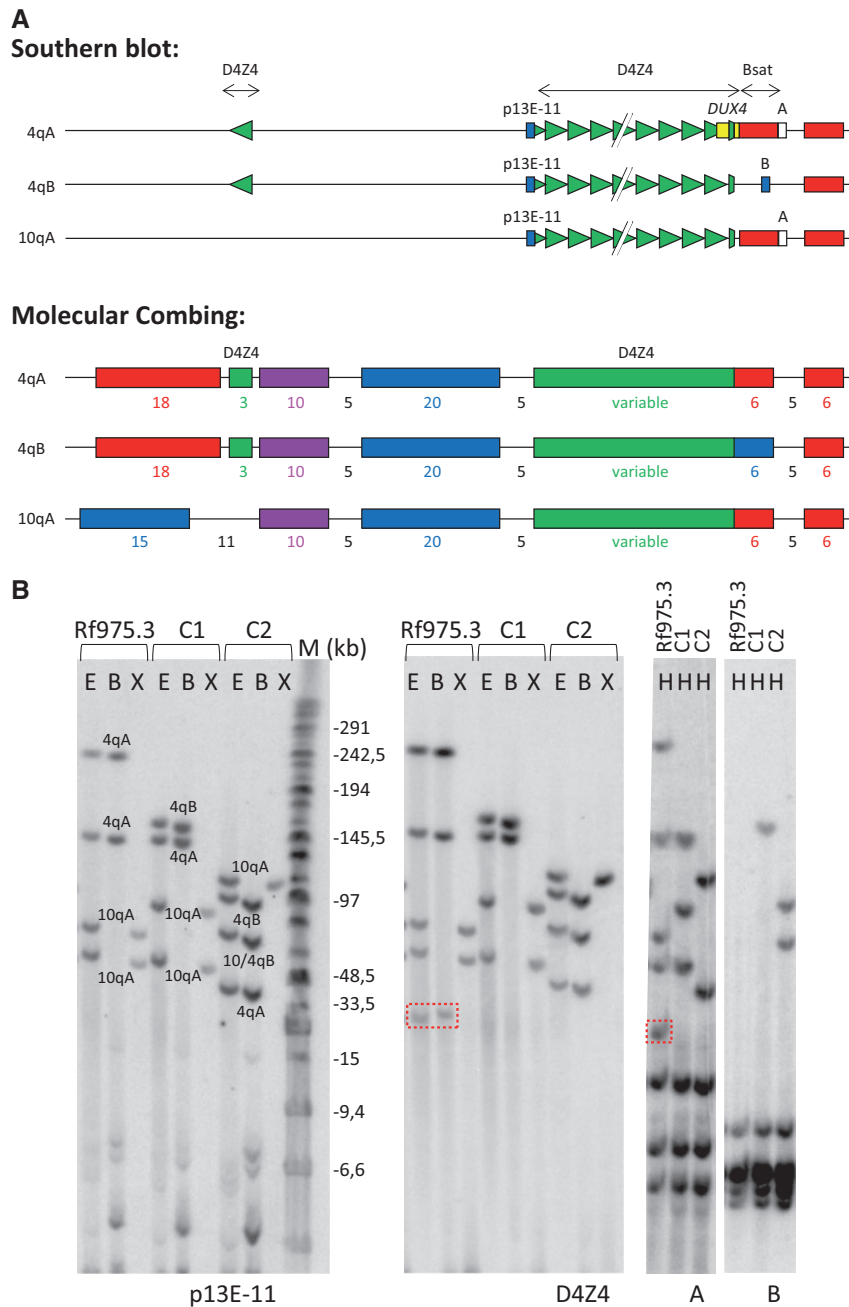 A
Southern blot:
D4Z4 D4Z4 Bsat
p13E-11 DUX4 A
4qA
p13E-11 B
4qB
p13E-11 A
10qA
Molecular Combing:
D4Z4 D4Z4
4qA
18 3 10 5 20 5 variable 6 5 6
4qB
18 3 10 5 20 5 variable 6 5 6
10qA
15 11 10 5 20 5 variable 6 5 6
B
Rf975.3 C1 C2 M (kb)
E B X E B X E B X
4qA
4qA
4qB
4qA
10qA
10qA
10qA
10qA
10qA
4qB
10/4qB
4qA
-291
-242,5
-194
-145,5
-97
-48,5
-33,5
-15
-9,4
-6,6
p13E-11
Rf975.3 C1 C2
E B X E B X E B X
D4Z4
Rf975.3 C1 C2
H H H
A
Rf975.3 C1 C2
H H H
B